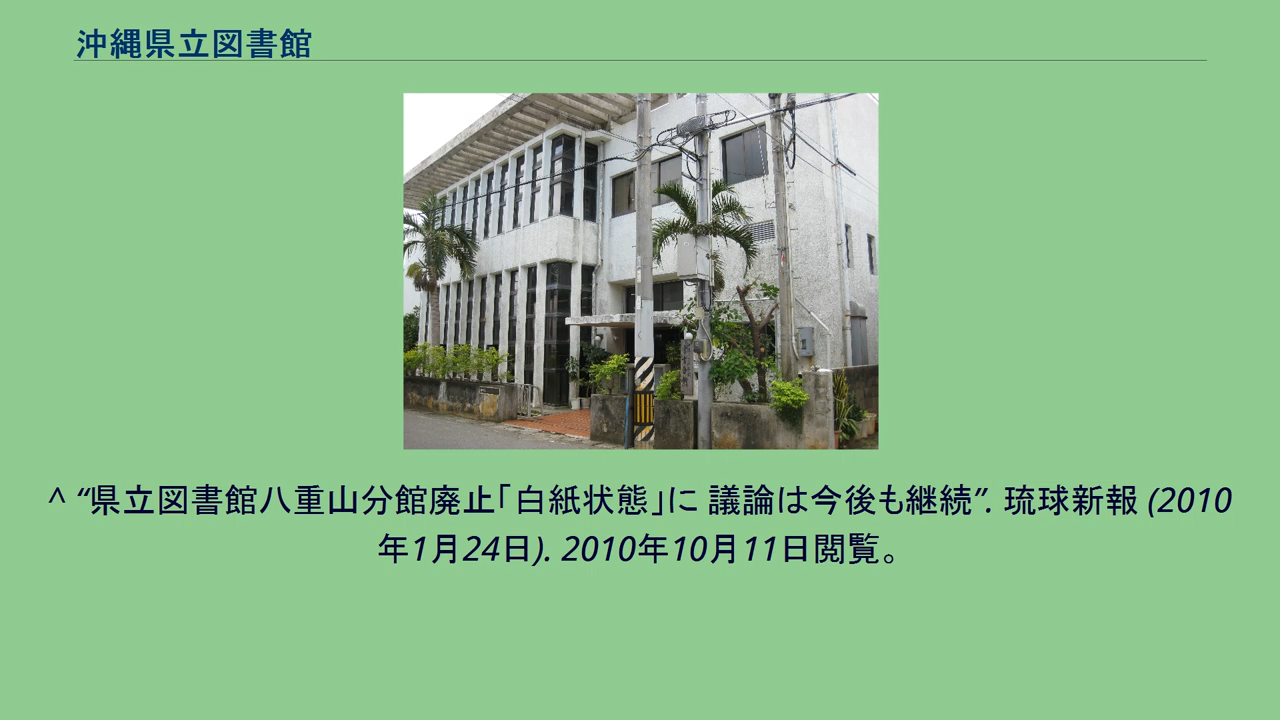 沖縄県立図書館
^ “県立図書館八重山分館廃止「白紙状態」に 議論は今後も継続”. 琉球新報 (2010
年1月24日). 2010年10月11日閲覧。